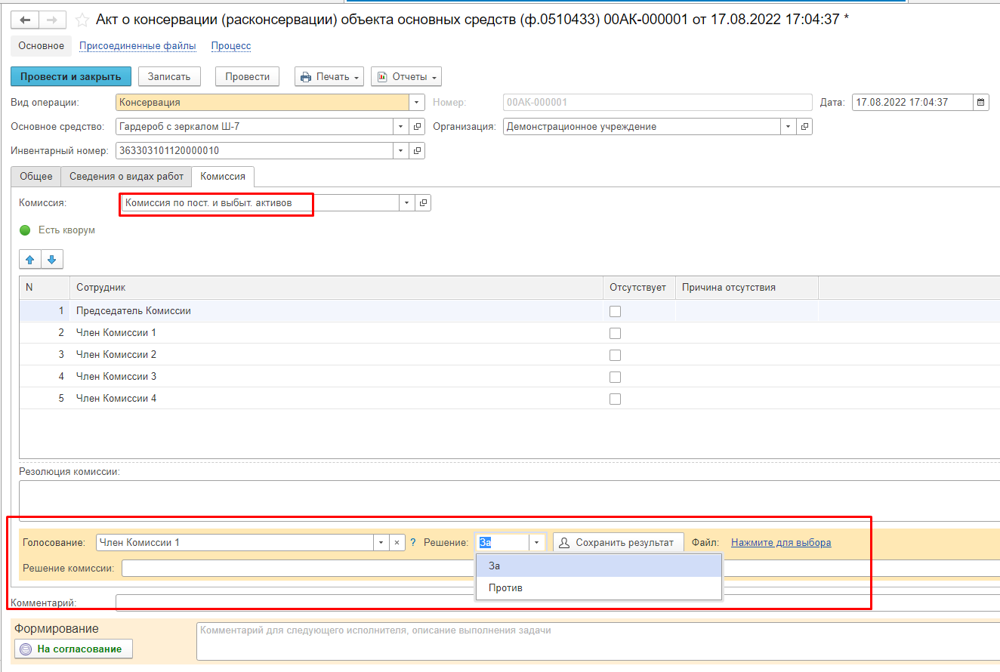 Акт о консервации (расконсервации) объекта основных средств (ф.0510433) 00АК-000001 от 17.08.2022 17:04:37 *
Основное Присоединенные файлы Процесс
Провести и закрыть Записать Провести Печать Отчеты
Вид операции: Консервация Номер: 00АК-000001 Дата: 17.08.2022 17:04:37
Основное средство: Гардероб с зеркалом Ш-7 Организация: Демонстрационное учреждение
Инвентарный номер: 363303101120000010
Общее Сведения о видах работ Комиссия
Комиссия: Комиссия по пост. и выбыт. активов
Есть кворум
N Сотрудник Отсутствует Причина отсутствия
1 Председатель Комиссии
2 Член Комиссии 1
3 Член Комиссии 2
4 Член Комиссии 3
5 Член Комиссии 4
Резолюция комиссии:
Голосование: Член Комиссии 1 × ? Решение: За Сохранить результат Файл: Нажмите для выбора
Решение комиссии: За
Против
Комментарий:
Формирование Комментарий для следующего исполнителя, описание выполнения задачи
На согласование